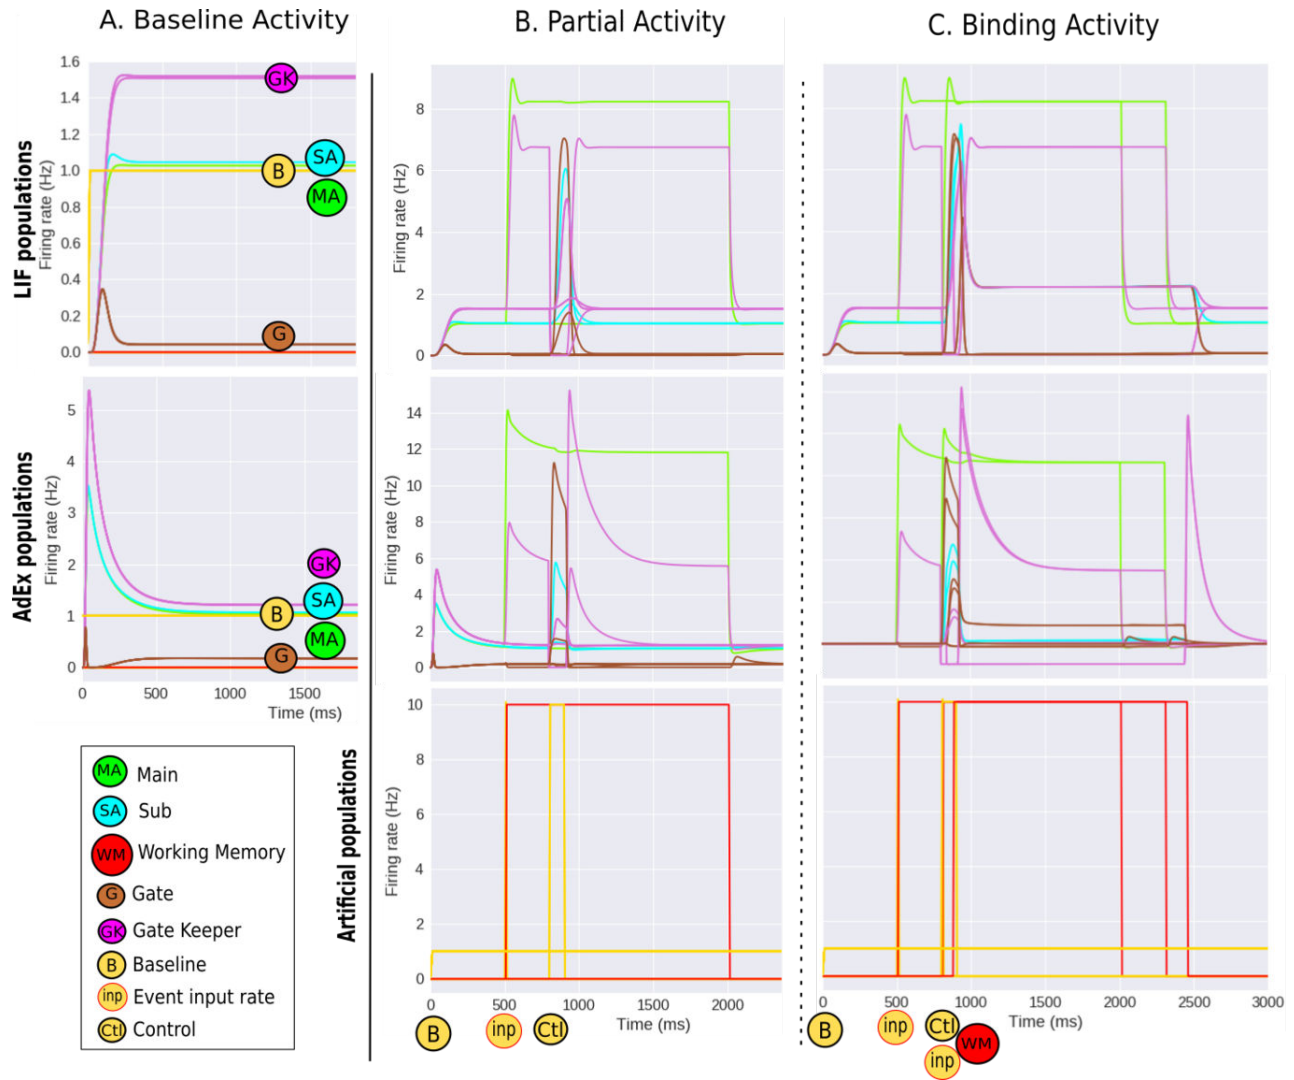 A. Baseline Activity
B. Partial Activity
C. Binding Activity
LIF populations
Firing rate (Hz)
1.6
1.4
1.2
1.0
0.8
0.6
0.4
0.2
0.0
GK
SA
B
MA
G
Firing rate (Hz)
8
6
4
2
0
AdEx populations
Firing rate (Hz)
5
4
3
2
1
0
GK
SA
B
MA
G
0 500 1000 1500
Time (ms)
14
12
10
8
6
4
2
0
MA Main
SA Sub
WM Working Memory
G Gate
GK Gate Keeper
B Baseline
inp Event input rate
Ctl Control
Artificial populations
Firing rate (Hz)
10
8
6
4
2
0
0 500 1000 1500 2000
Time (ms)
B inp Ctl
0 500 1000 1500 2000 2500 3000
Time (ms)
B inp Ctl
WM
inp